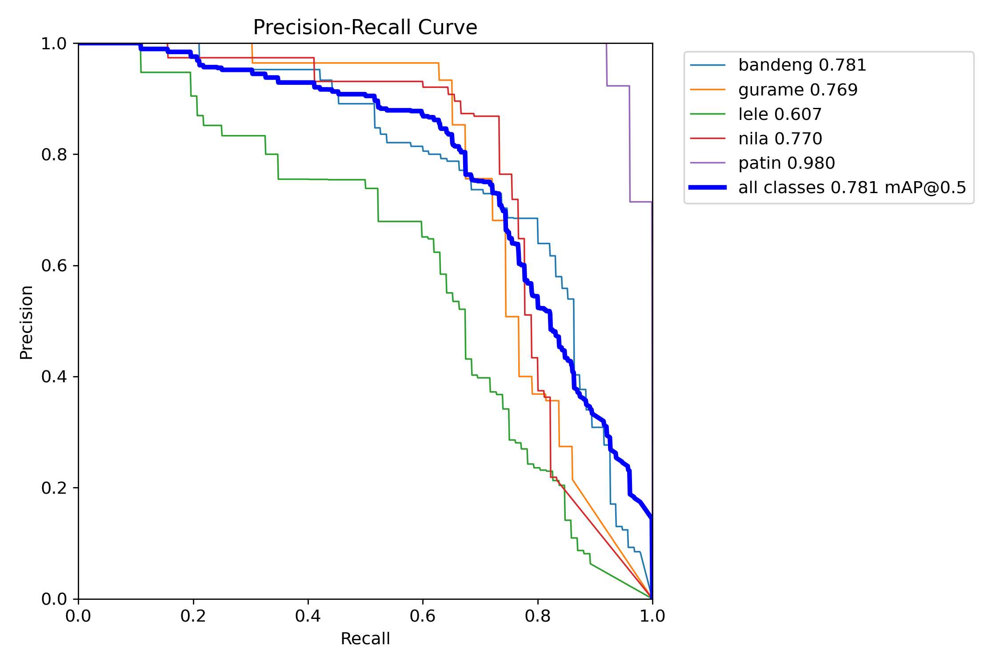 Precision-Recall Curve
1.0
0.8
0.6
0.4
0.2
0.0
Precision
0.0 0.2 0.4 0.6 0.8 1.0
Recall
bandeng 0.781
gurame 0.769
lele 0.607
nila 0.770
patin 0.980
all classes 0.781 mAP@0.5